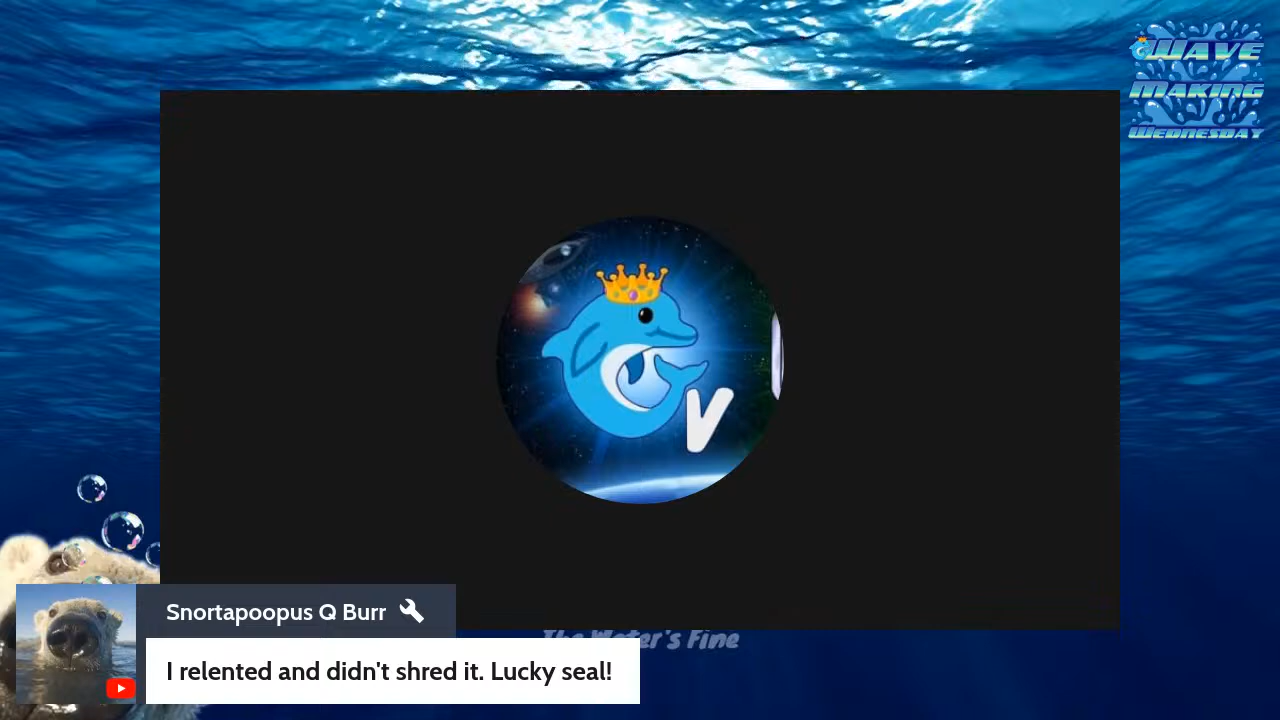 WAVE
MAKING
WEDNESDAY
V
The Water's Fine
Snortapoopus Q Burr
I relented and didn't shred it. Lucky seal!